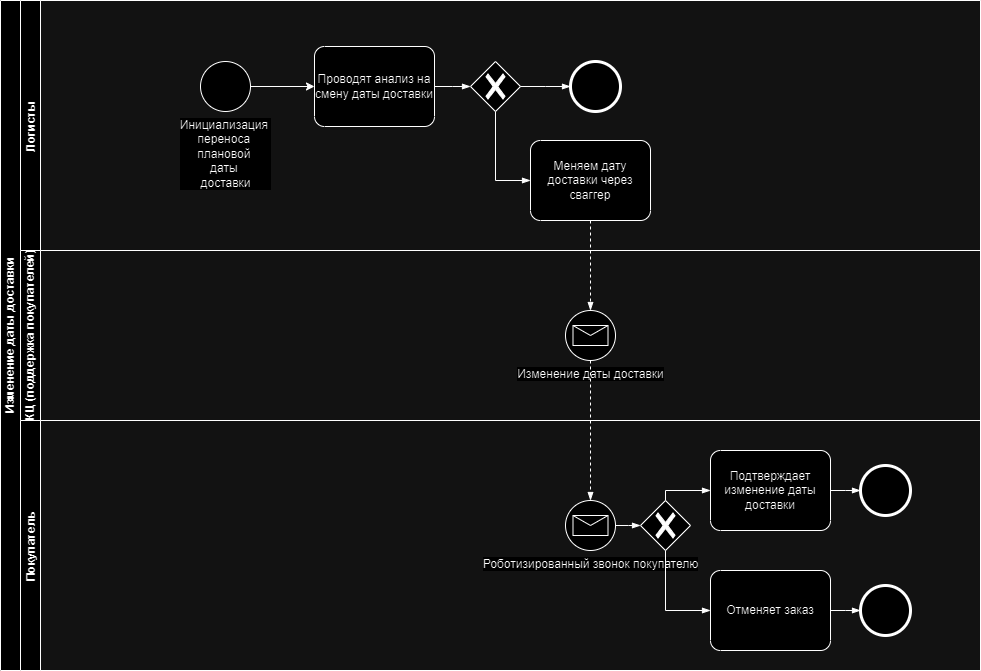 Изменение даты доставки
Логисты
Инициализация
переноса
плановой
даты
доставки
Проводят анализ на
смену даты доставки
Меняем дату
доставки через
сваггер
КЦ (поддержка покупателей)
Изменение даты доставки
Покупатель
Роботизированный звонок покупателю
Подтверждает
изменение даты
доставки
Отменяет заказ